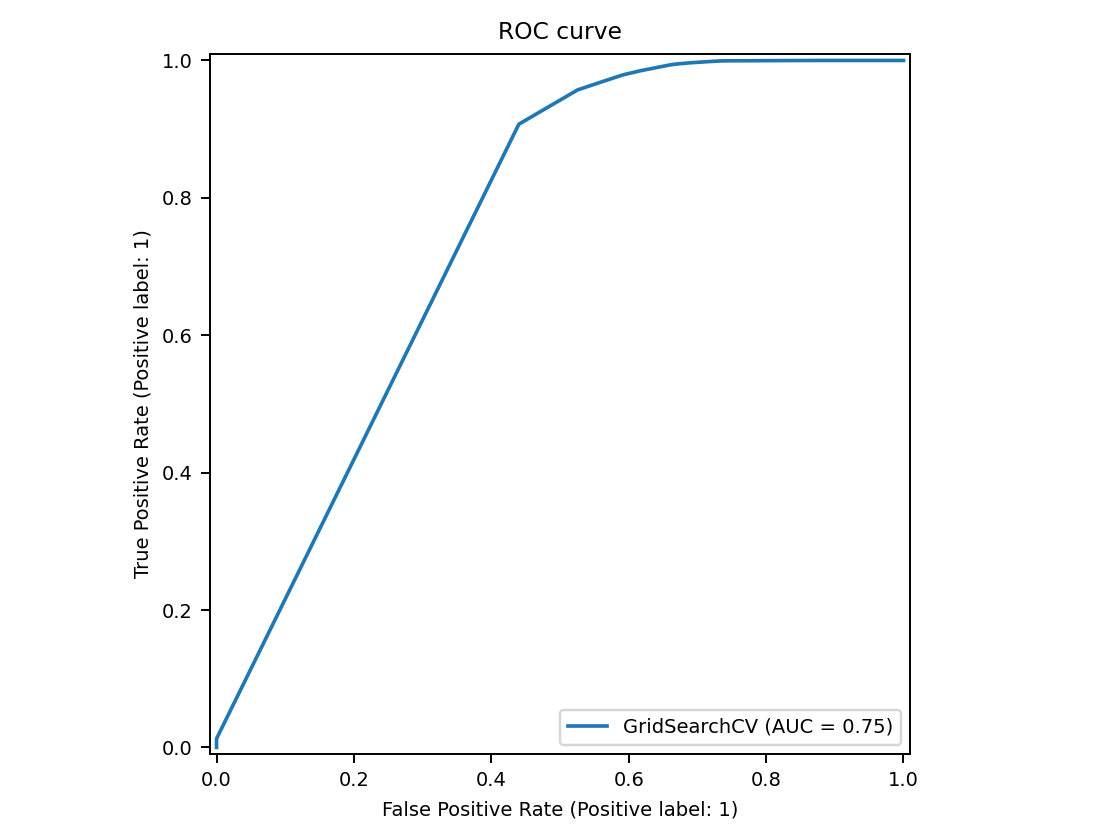 ROC curve
True Positive Rate (Positive label: 1)
1.0
0.8
0.6
0.4
0.2
0.0
GridSearchCV (AUC = 0.75)
0.0 0.2 0.4 0.6 0.8 1.0
False Positive Rate (Positive label: 1)